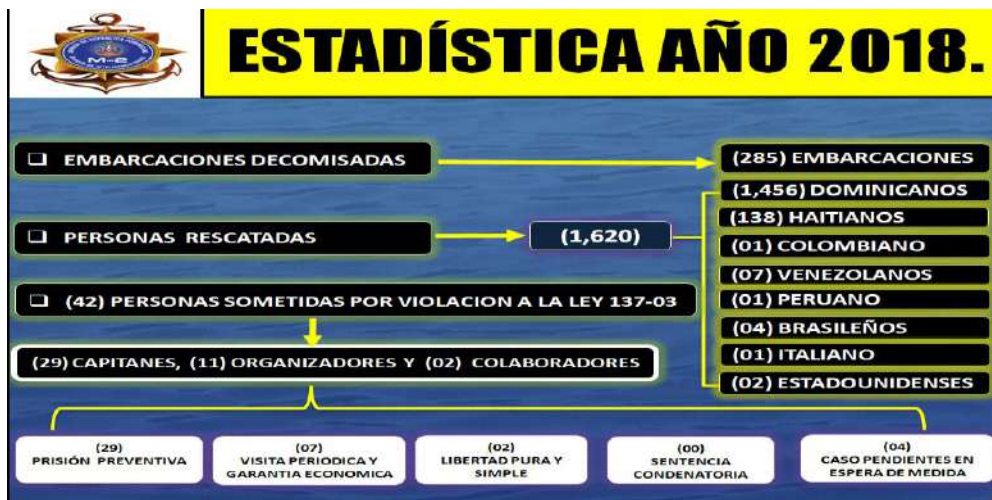 M-2
ESTADÍSTICA AÑO 2018.
EMBARCACIONES DECOMISADAS
(285) EMBARCACIONES
PERSONAS RESCATADAS
(1,620)
(1,456) DOMINICANOS
(138) HAITIANOS
(01) COLOMBIANO
(07) VENEZOLANOS
(01) PERUANO
(04) BRASILEÑOS
(01) ITALIANO
(02) ESTADOUNIDENSES
(42) PERSONAS SOMETIDAS POR VIOLACION A LA LEY 137-03
(29) CAPITANES, (11) ORGANIZADORES Y (02) COLABORADORES
(29)
PRISIÓN PREVENTIVA
(07)
VISITA PERIODICA Y
GARANTIA ECONOMICA
(02)
LIBERTAD PURA Y
SIMPLE
(00)
SENTENCIA
CONDENATORIA
(04)
CASO PENDIENTES EN
ESPERA DE MEDIDA